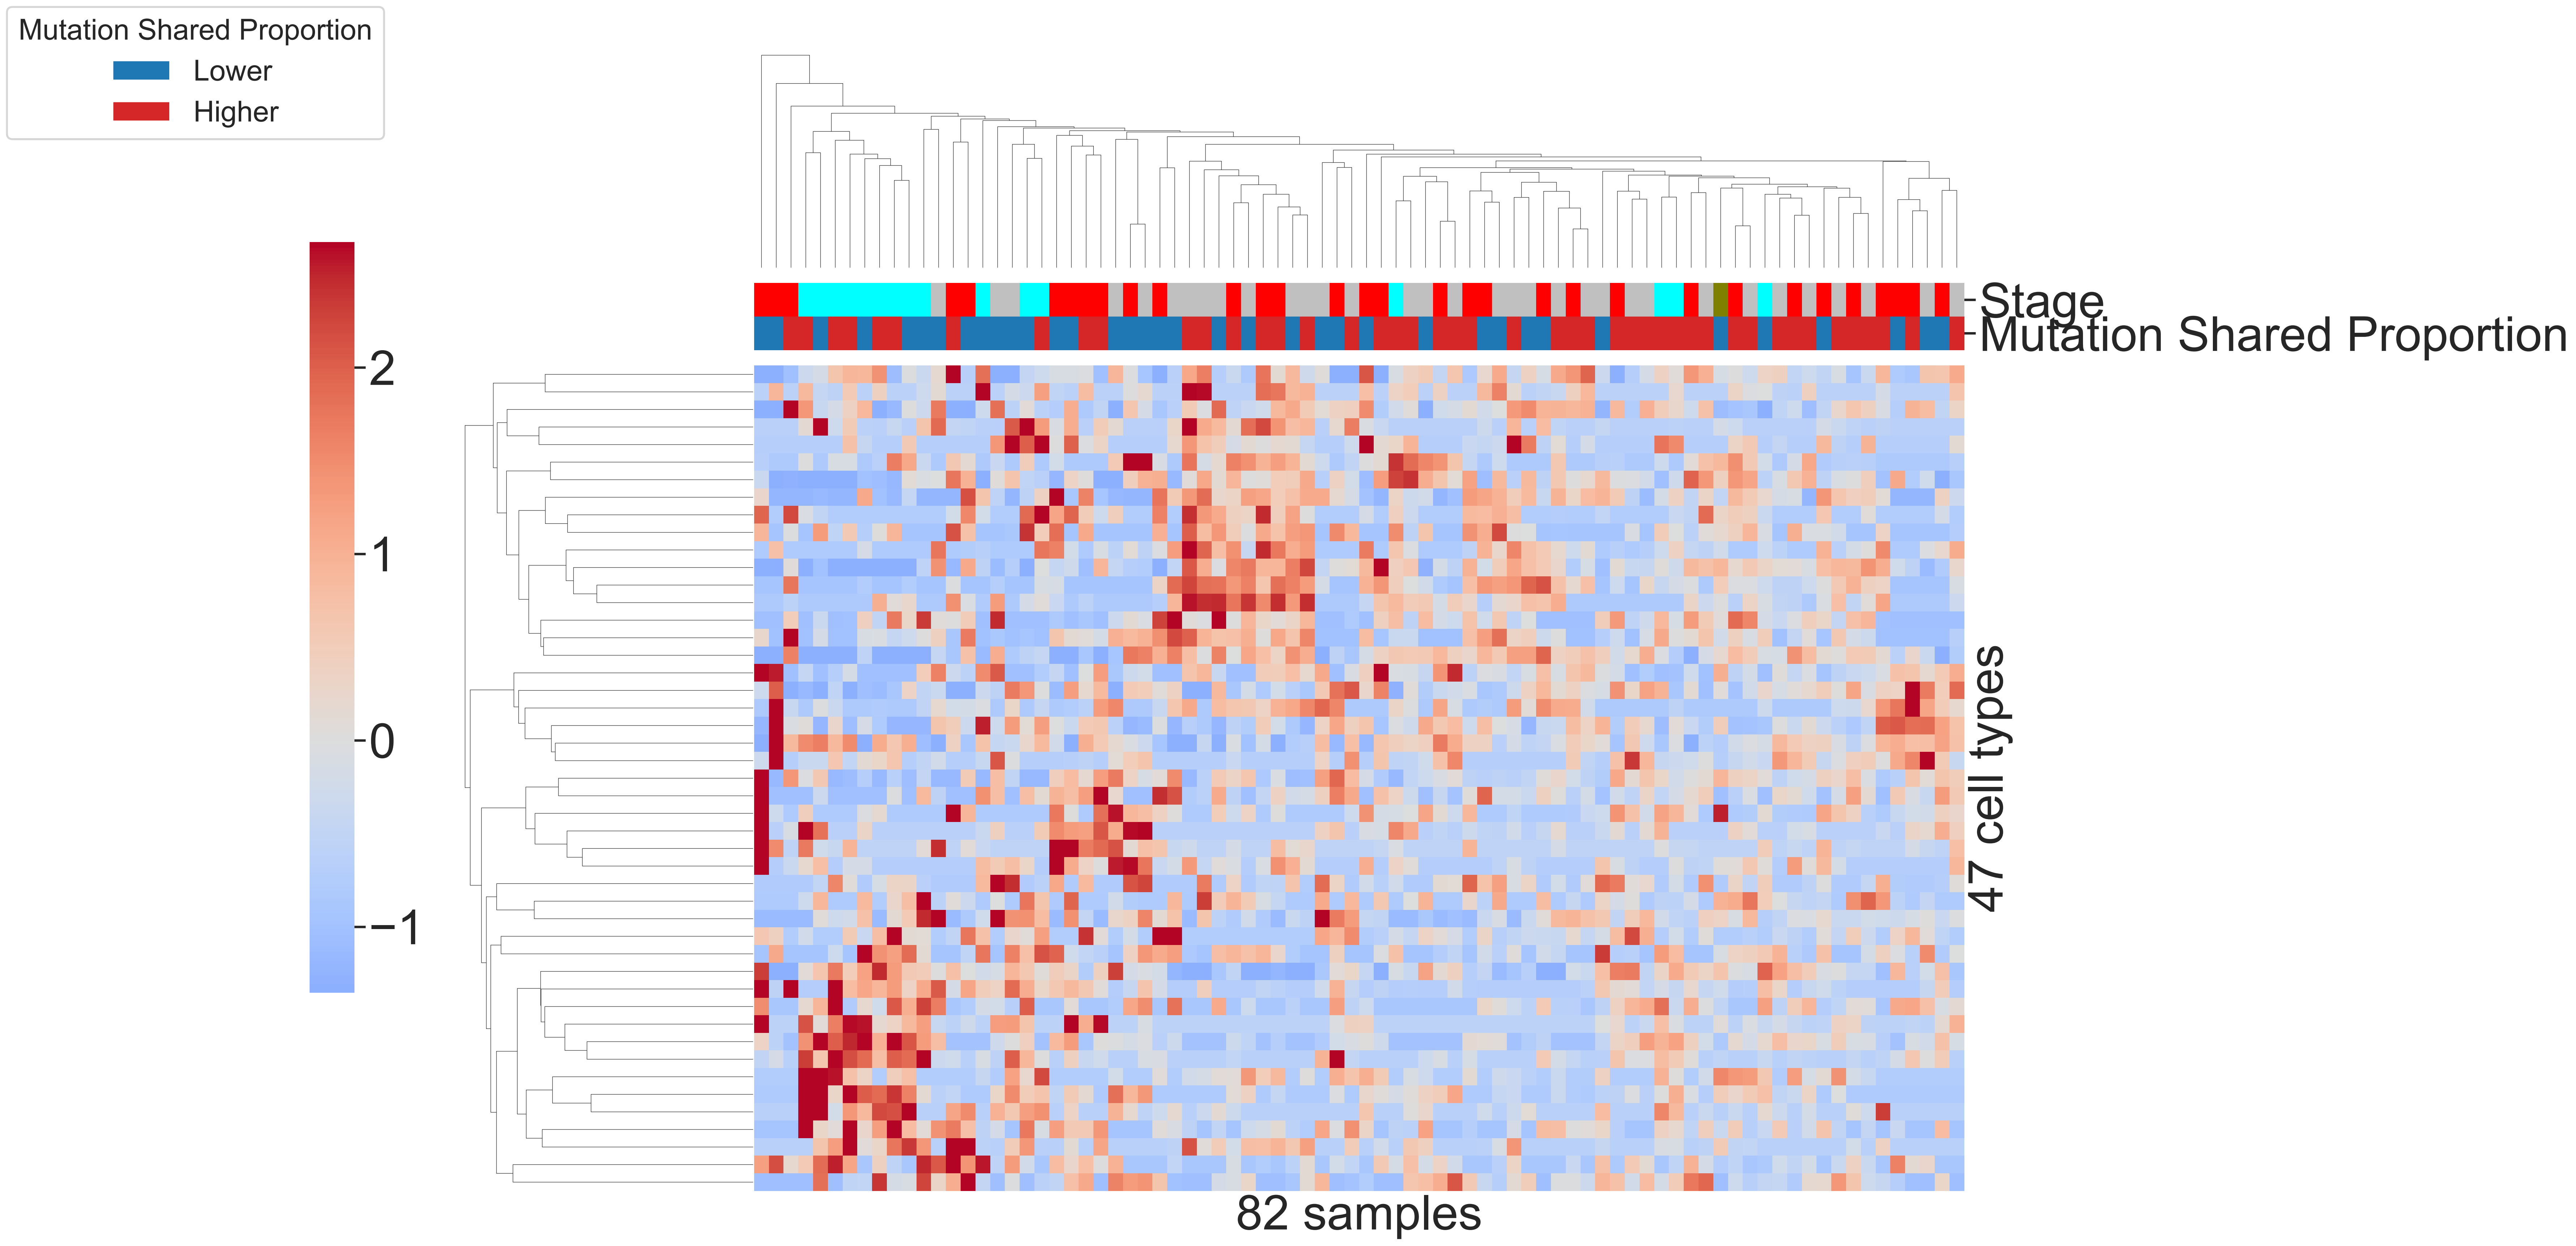 Mutation Shared Proportion
Lower
Higher
Stage
Mutation Shared Proportion
2
1
0
−1
47 cell types
82 samples